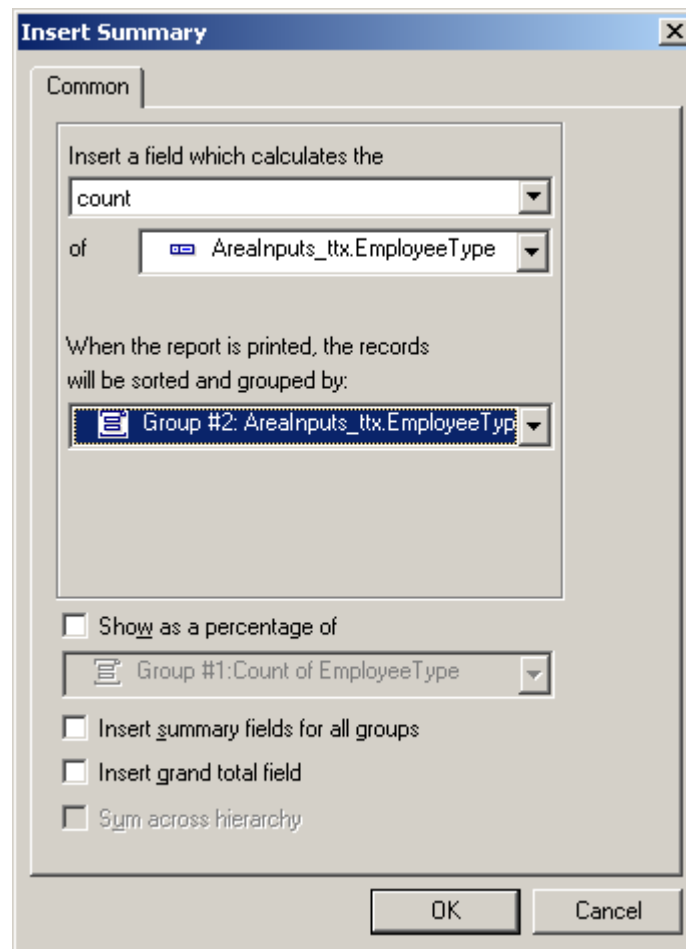 Insert Summary
Common
Insert a field which calculates the
count
of AreaInputs_ttx.EmployeeType
When the report is printed, the records
will be sorted and grouped by:
Group #2: AreaInputs_ttx.EmployeeTyp
Show as a percentage of
Group #1:Count of EmployeeType
Insert summary fields for all groups
Insert grand total field
Sum across hierarchy
OK Cancel